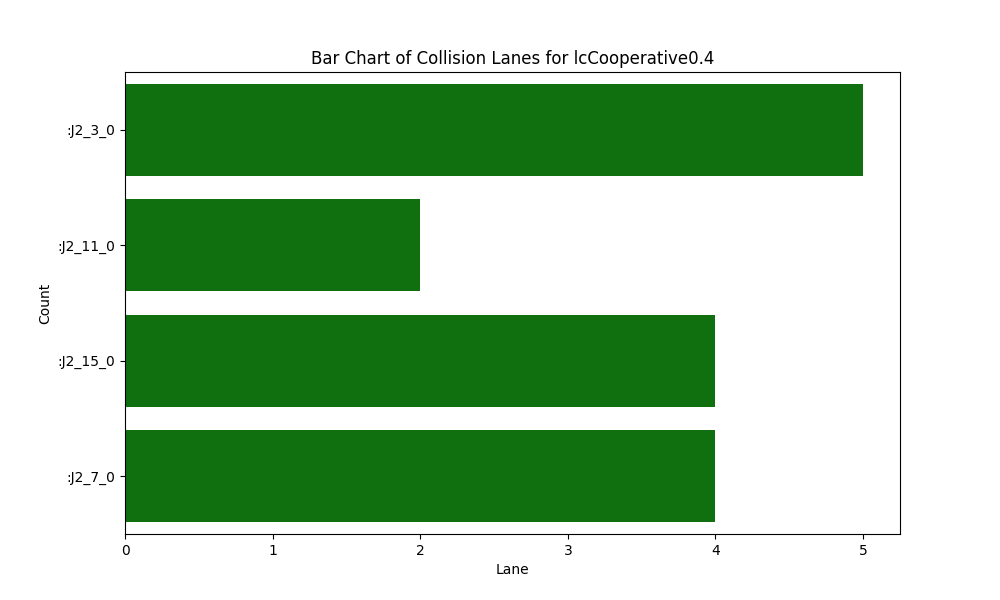 Bar Chart of Collision Lanes for lcCooperative0.4
:J2_3_0
:J2_11_0
:J2_15_0
:J2_7_0
Count
0 1 2 3 4 5
Lane